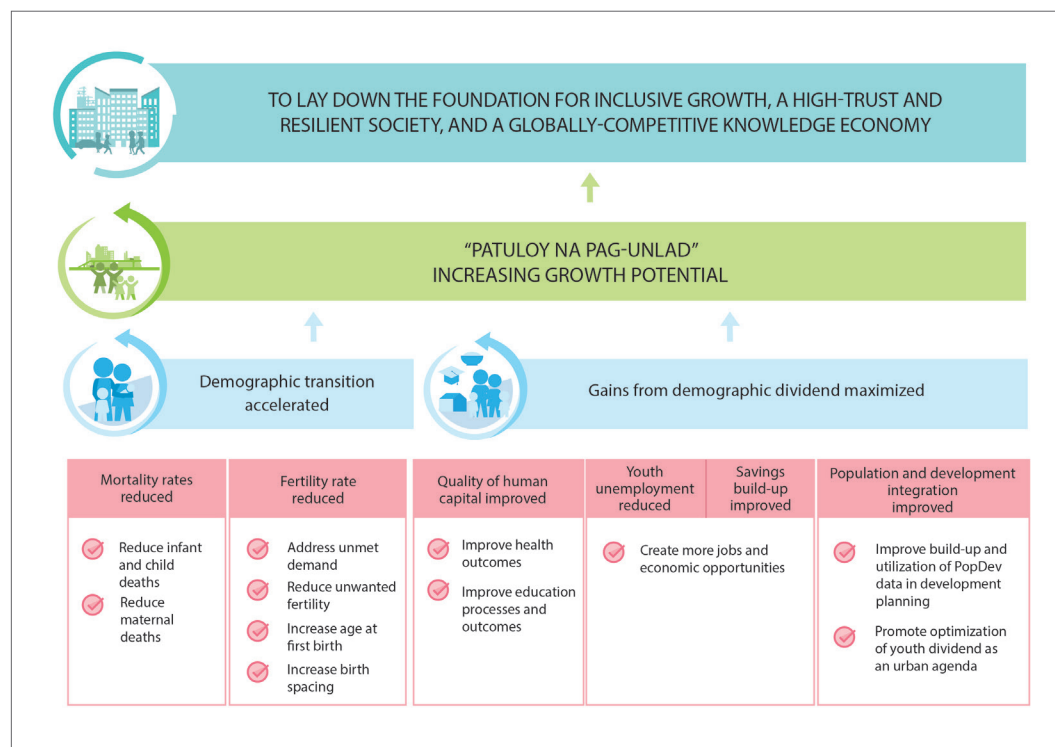 TO LAY DOWN THE FOUNDATION FOR INCLUSIVE GROWTH, A HIGH-TRUST AND
RESILIENT SOCIETY, AND A GLOBALLY-COMPETITIVE KNOWLEDGE ECONOMY
“PATULOY NA PAG-UNLAD”
INCREASING GROWTH POTENTIAL
Demographic transition
accelerated
Gains from demographic dividend maximized
Mortality rates
reduced
Reduce infant
and child
deaths
Reduce
maternal
deaths
Fertility rate
reduced
Address unmet
demand
Reduce unwanted
fertility
Increase age at
first birth
Increase birth
spacing
Quality of human
capital improved
Improve health
outcomes
Improve education
processes and
outcomes
Youth
unemployment
reduced
Savings
build-up
improved
Create more jobs and
economic opportunities
Population and development
integration
improved
Improve build-up and
utilization of PopDev
data in development
planning
Promote optimization
of youth dividend as
an urban agenda